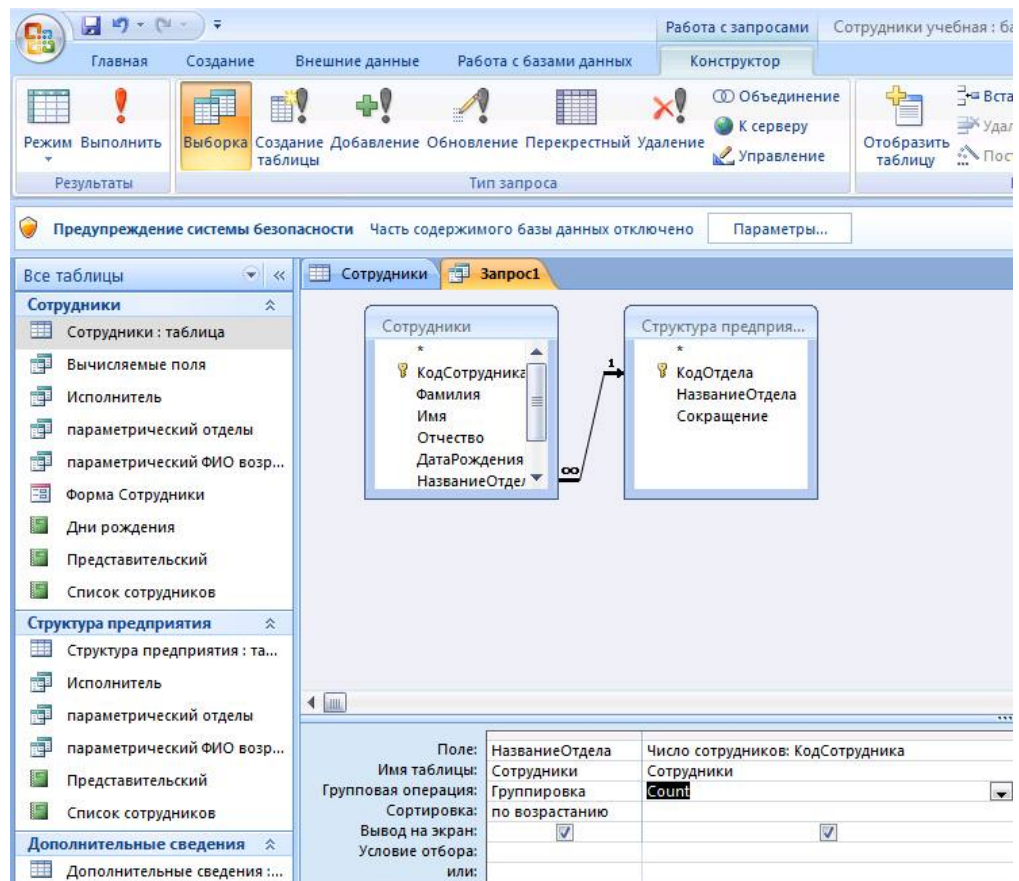 Работа с запросами
Сотрудники учебная : ба
Главная
Создание
Внешние данные
Работа с базами данных
Конструктор
Режим
Выполнить
Выборка
Создание таблицы
Добавление
Обновление
Перекрестный
Удаление
Объединение
К серверу
Управление
Отобразить таблицу
Вста
Удал
Пост
Результаты
Тип запроса
Предупреждение системы безопасности
Часть содержимого базы данных отключено
Параметры...
Все таблицы
Сотрудники
Сотрудники : таблица
Вычисляемые поля
Исполнитель
параметрический отделы
параметрический ФИО возр...
Форма Сотрудники
Дни рождения
Представительский
Список сотрудников
Структура предприятия
Структура предприятия : та...
Исполнитель
параметрический отделы
параметрический ФИО возр...
Представительский
Список сотрудников
Дополнительные сведения
Дополнительные сведения :...
Сотрудники
Запрос1
Сотрудники
*
КодСотрудника
Фамилия
Имя
Отчество
ДатаРождения
НазваниеОтдел
∞
1
Структура предприя...
*
КодОтдела
НазваниеОтдела
Сокращение
Поле: НазваниеОтдела Число сотрудников: КодСотрудника
Имя таблицы: Сотрудники Сотрудники
Групповая операция: Группировка Count
Сортировка: по возрастанию
Вывод на экран:
Условие отбора:
или: